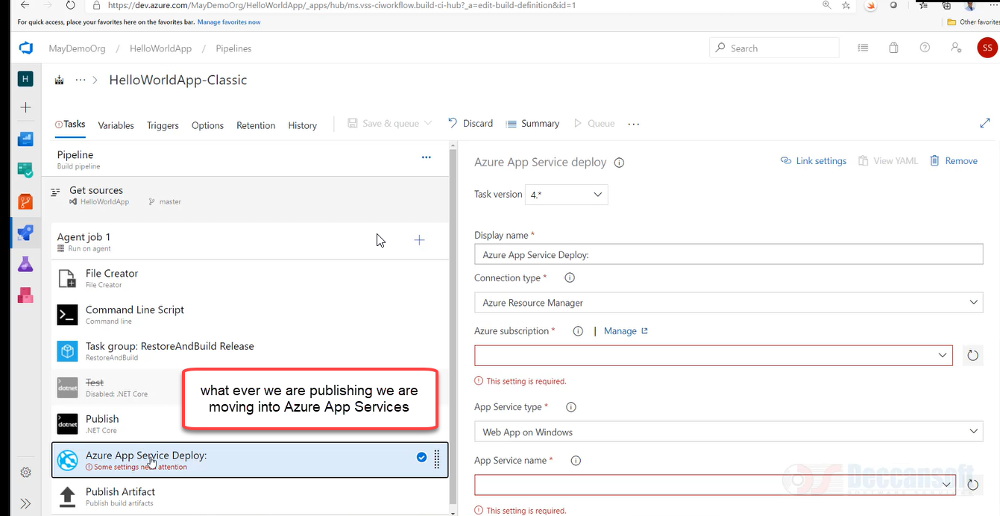 https://dev.azure.com/MayDemoOrg/HelloWorldApp/_apps/hub/ms.vss-ciworkflow.build-ci-hub?_a=edit-build-definition&id=1
For quick access, place your favorites here on the favorites bar. Manage favorites now
Other favorites
MayDemoOrg / HelloWorldApp / Pipelines
Search
SS
H
··· > HelloWorldApp-Classic
Tasks Variables Triggers Options Retention History
Save & queue Discard Summary Queue ···
Pipeline
Build pipeline
Get sources
HelloWorldApp master
Agent job 1
Run on agent
File Creator
File Creator
Command Line Script
Command line
Task group: RestoreAndBuild Release
RestoreAndBuild
dotnet
Test
Disabled: .NET Core
dotnet
Publish
.NET Core
what ever we are publishing we are
moving into Azure App Services
Azure App Service Deploy:
Some settings need attention
Publish Artifact
Publish build artifacts
Azure App Service deploy
Link settings View YAML Remove
Task version 4.*
Display name *
Azure App Service Deploy:
Connection type *
Azure Resource Manager
Azure subscription * | Manage
This setting is required.
App Service type *
Web App on Windows
App Service name *
Deccansoft
This setting is required.